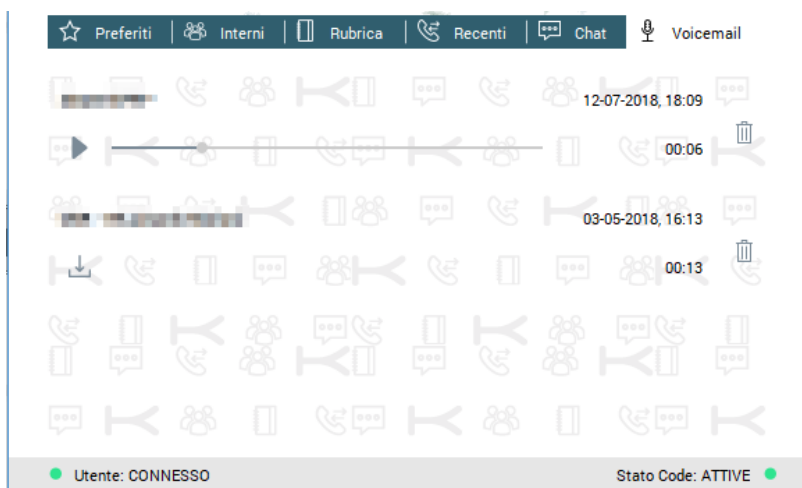 Preferiti Interni Rubrica Recenti Chat Voicemail
12-07-2018, 18:09
00:06
03-05-2018, 16:13
00:13
Utente: CONNESSO Stato Code: ATTIVE